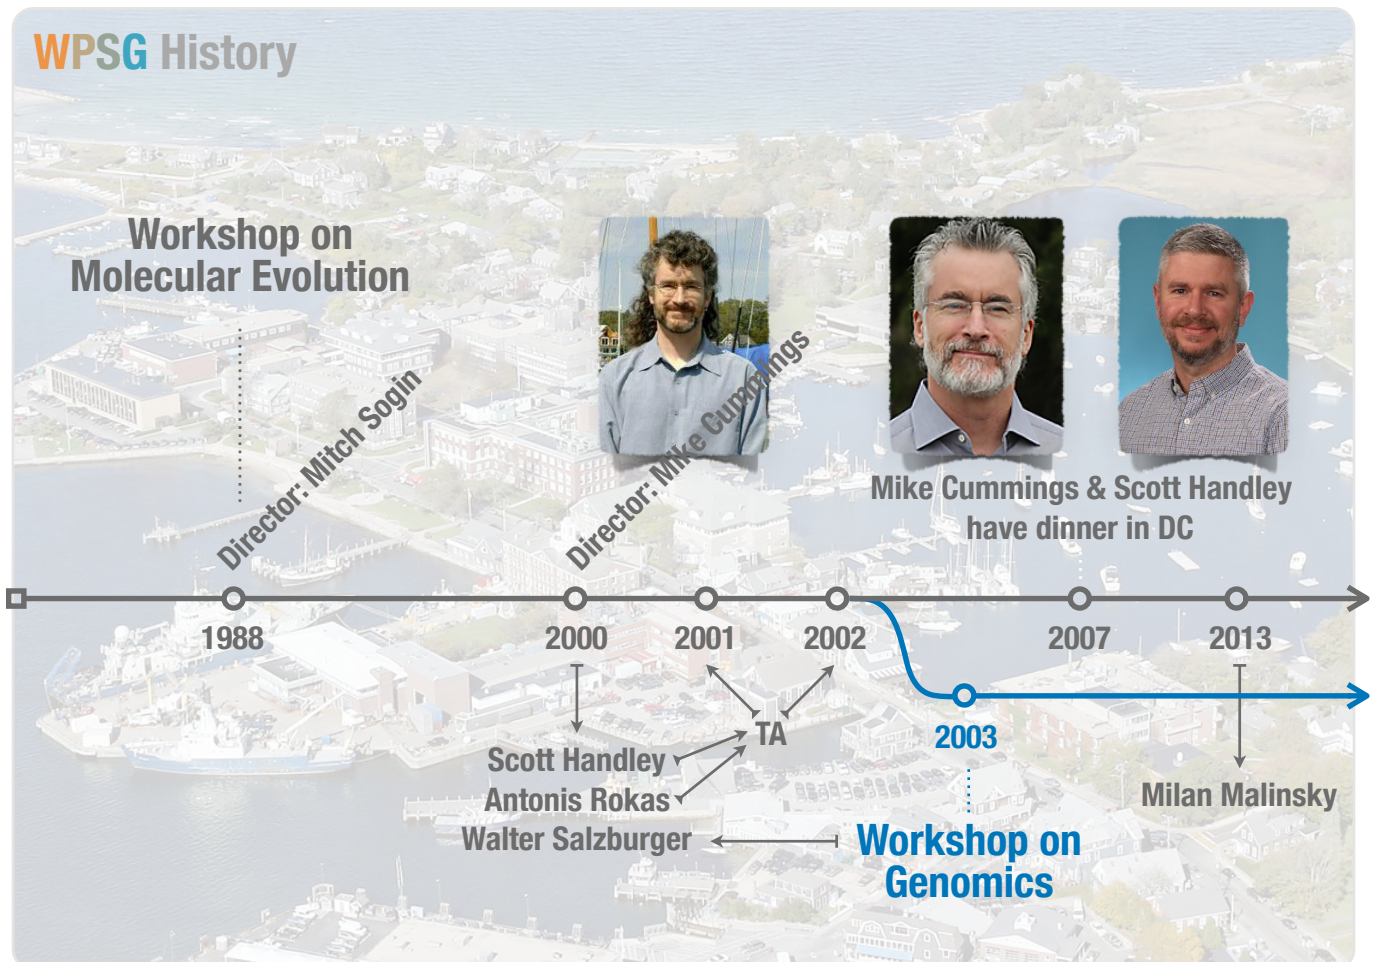 WPSG History
Workshop on
Molecular Evolution
Director: Mitch Sogin
Director: Mike Cummings
Mike Cummings & Scott Handley
have dinner in DC
1988
2000
2001
2002
2007
2013
2003
TA
Scott Handley
Antonis Rokas
Walter Salzburger
Milan Malinsky
Workshop on
Genomics